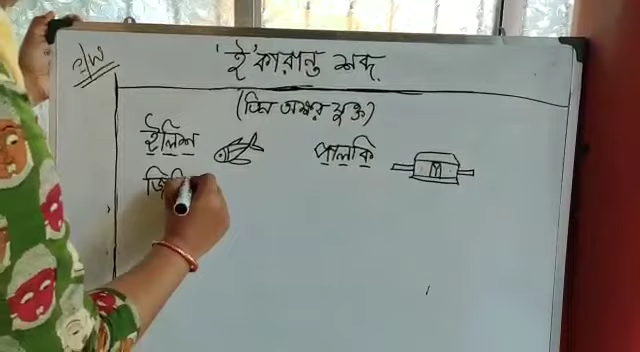 c/w
'ই'কারান্ত শব্দ
(তিন অক্ষর যুক্ত)
ইলিশ পালকি
জি